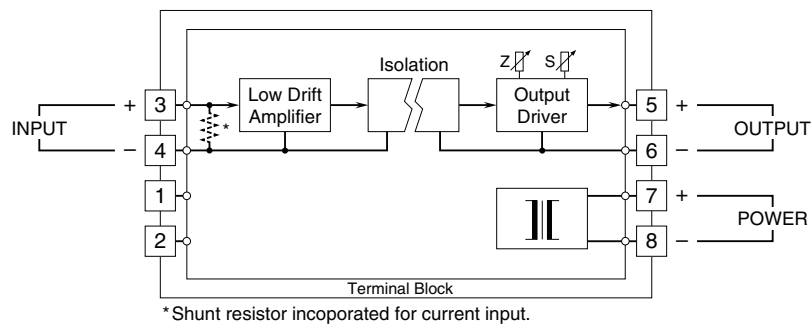 Isolation
Z S
Low Drift
Amplifier
Output
Driver
INPUT
+ 3
*
− 4
1
2
5 +
6 −
OUTPUT
7 +
8 −
POWER
Terminal Block
*Shunt resistor incoporated for current input.